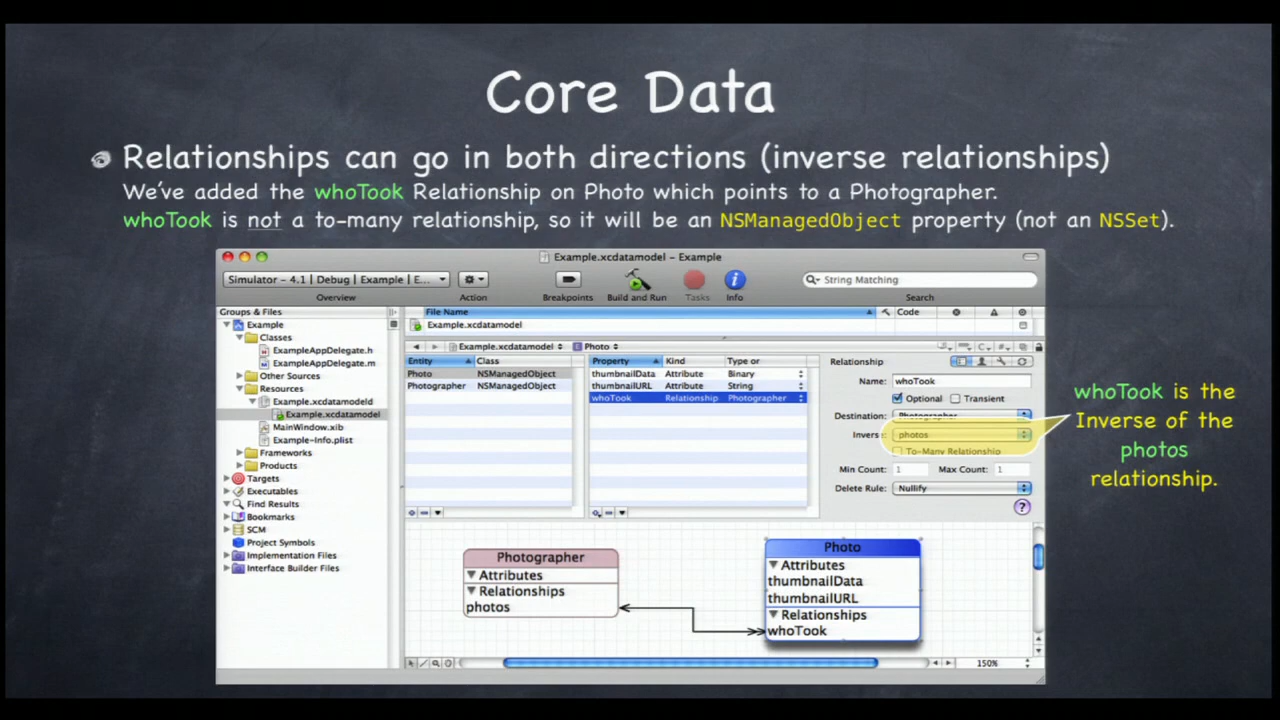 Core Data
Relationships can go in both directions (inverse relationships)
We've added the whoTook Relationship on Photo which points to a Photographer.
whoTook is not a to-many relationship, so it will be an NSManagedObject property (not an NSSet).
Example.xcdatamodel – Example
Simulator – 4.1 | Debug | Example | E...
String Matching
Overview Action Breakpoints Build and Run Tasks Info Search
Groups & Files
Example
Classes
ExampleAppDelegate.h
ExampleAppDelegate.m
Other Sources
Resources
Example.xcdatamodeld
Example.xcdatamodel
MainWindow.xib
Example-Info.plist
Frameworks
Products
Targets
Executables
Find Results
Bookmarks
SCM
Project Symbols
Implementation Files
Interface Builder Files
File Name Code
Example.xcdatamodel
Example.xcdatamodel Photo
Entity Class
Photo NSManagedObject
Photographer NSManagedObject
Property Kind Type or
thumbnailData Attribute Binary
thumbnailURL Attribute String
whoTook Relationship Photographer
Relationship
Name: whoTook
Optional Transient
Destination: Photographer
Inverse: photos
To-Many Relationship
Min Count: 1 Max Count: 1
Delete Rule: Nullify
whoTook is the
Inverse of the
photos
relationship.
Photographer
Attributes
Relationships
photos
Photo
Attributes
thumbnailData
thumbnailURL
Relationships
whoTook
150%